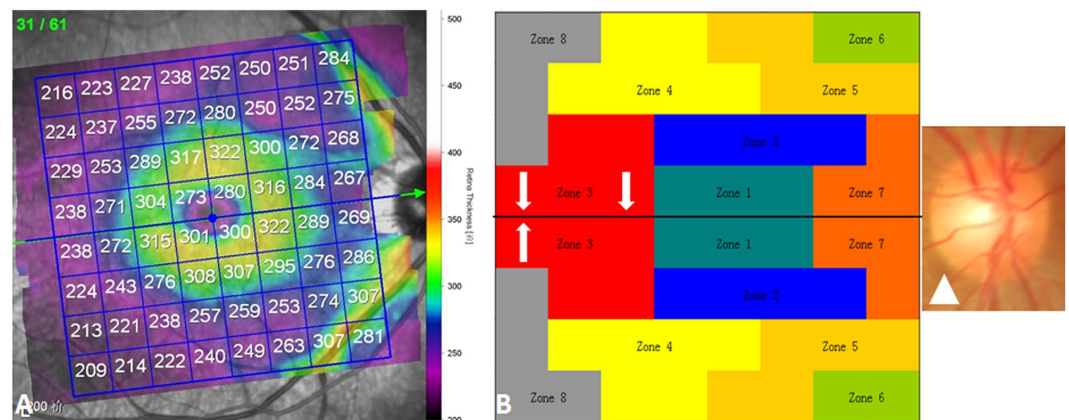 31 / 61
216 223 227 238 252 250 251 284
224 237 255 272 280 250 252 275
229 253 289 317 322 300 272 268
238 271 304 273 280 316 284 267
238 272 315 301 300 322 289 269
224 243 276 308 307 295 276 286
213 221 238 257 259 253 274 307
209 214 222 240 249 263 307 281
A
500
450
400
350
300
250
200
Retina Thickness
Zone 8
Zone 6
Zone 4
Zone 5
Zone 2
Zone 3
Zone 1
Zone 7
Zone 3
Zone 1
Zone 7
Zone 2
Zone 4
Zone 5
Zone 8
Zone 6
B